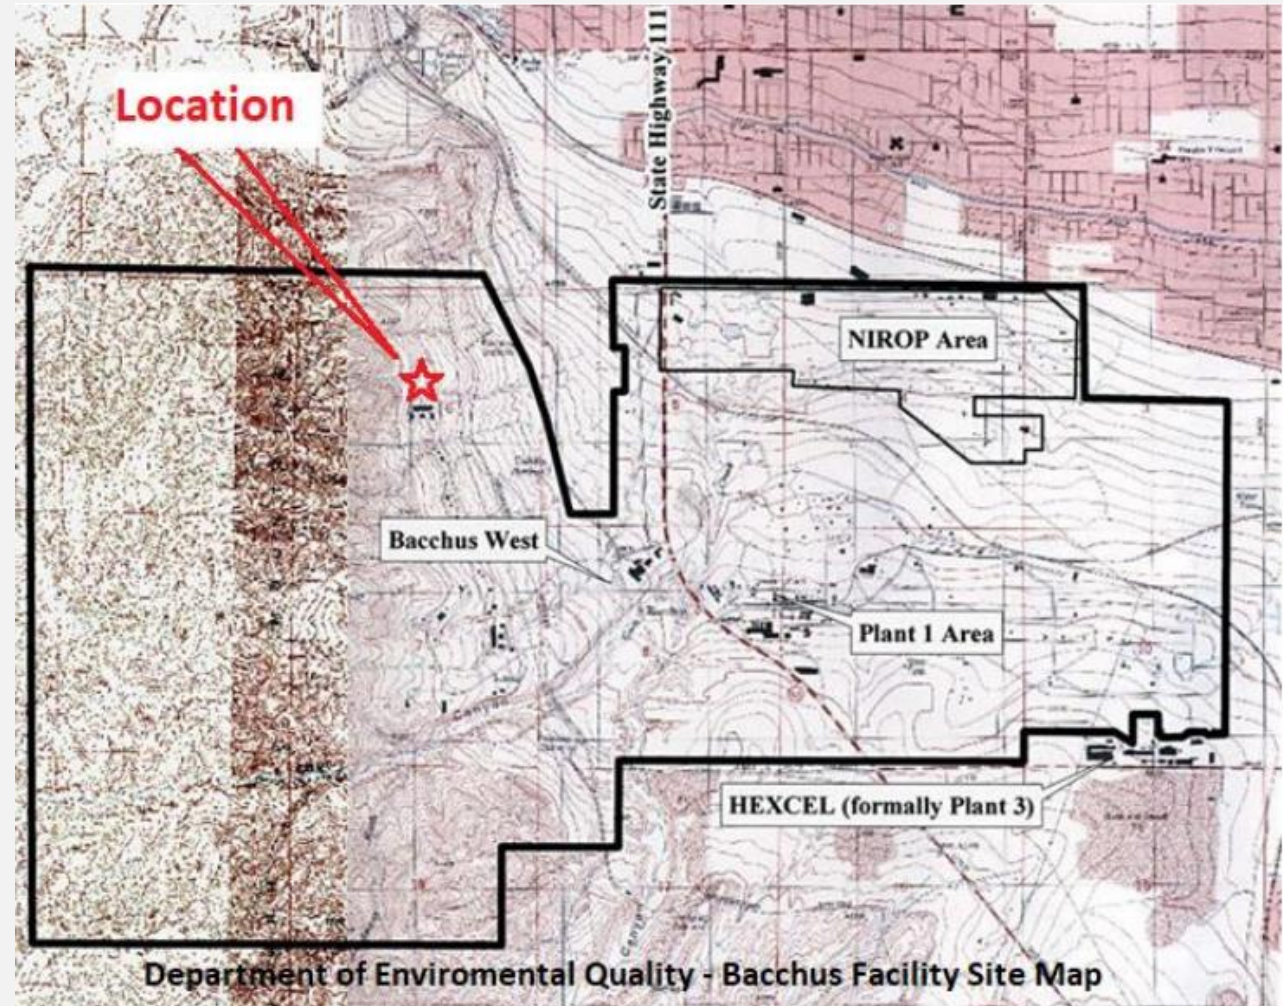 Location
State Highway 111
NIROP Area
Bacchus West
Plant 1 Area
HEXCEL (formally Plant 3)
Department of Enviromental Quality - Bacchus Facility Site Map